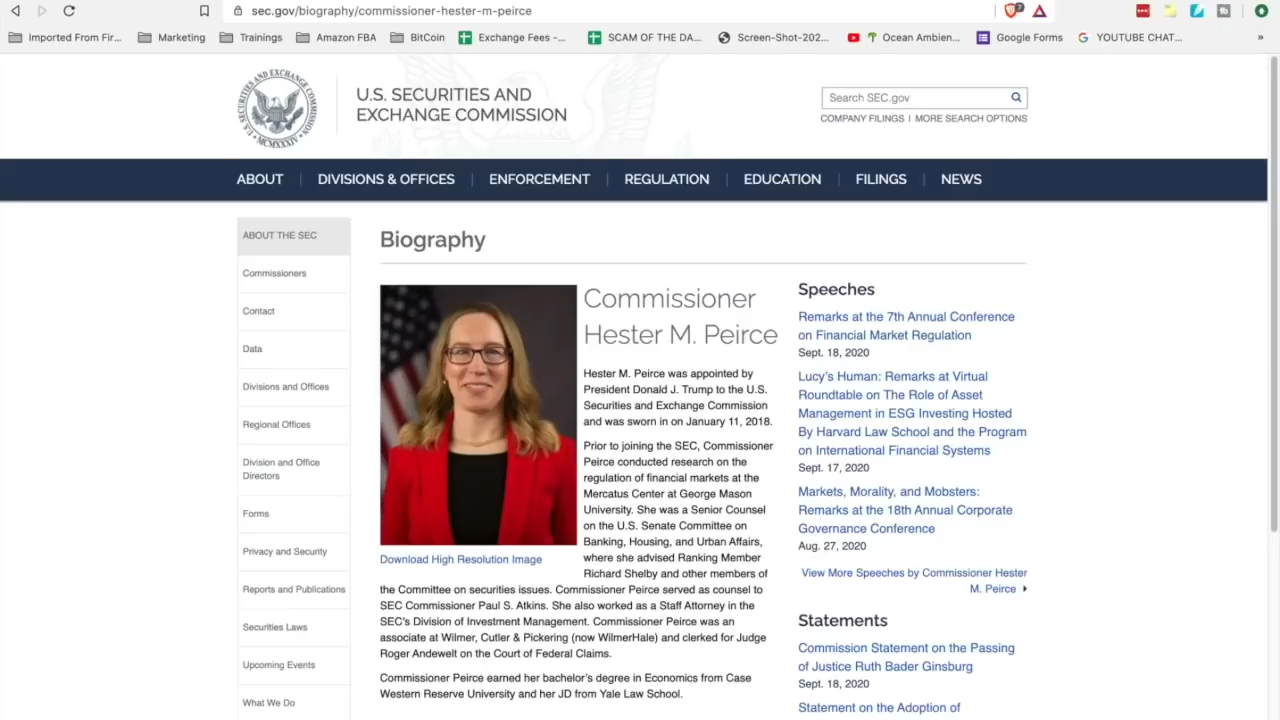 sec.gov/biography/commissioner-hester-m-peirce
Imported From Fir...
Marketing
Trainings
Amazon FBA
BitCoin
Exchange Fees -...
SCAM OF THE DA...
Screen-Shot-202...
Ocean Ambien...
Google Forms
YOUTUBE CHAT...
»
U.S. SECURITIES AND
EXCHANGE COMMISSION
Search SEC.gov
COMPANY FILINGS | MORE SEARCH OPTIONS
ABOUT | DIVISIONS & OFFICES | ENFORCEMENT | REGULATION | EDUCATION | FILINGS | NEWS
ABOUT THE SEC
Commissioners
Contact
Data
Divisions and Offices
Regional Offices
Division and Office
Directors
Forms
Privacy and Security
Reports and Publications
Securities Laws
Upcoming Events
What We Do
Biography
Commissioner
Hester M. Peirce
Hester M. Peirce was appointed by
President Donald J. Trump to the U.S.
Securities and Exchange Commission
and was sworn in on January 11, 2018.
Prior to joining the SEC, Commissioner
Peirce conducted research on the
regulation of financial markets at the
Mercatus Center at George Mason
University. She was a Senior Counsel
on the U.S. Senate Committee on
Banking, Housing, and Urban Affairs,
where she advised Ranking Member
Richard Shelby and other members of
the Committee on securities issues. Commissioner Peirce served as counsel to
SEC Commissioner Paul S. Atkins. She also worked as a Staff Attorney in the
SEC's Division of Investment Management. Commissioner Peirce was an
associate at Wilmer, Cutler & Pickering (now WilmerHale) and clerked for Judge
Roger Andewelt on the Court of Federal Claims.
Commissioner Peirce earned her bachelor's degree in Economics from Case
Western Reserve University and her JD from Yale Law School.
Download High Resolution Image
Speeches
Remarks at the 7th Annual Conference
on Financial Market Regulation
Sept. 18, 2020
Lucy's Human: Remarks at Virtual
Roundtable on The Role of Asset
Management in ESG Investing Hosted
By Harvard Law School and the Program
on International Financial Systems
Sept. 17, 2020
Markets, Morality, and Mobsters:
Remarks at the 18th Annual Corporate
Governance Conference
Aug. 27, 2020
View More Speeches by Commissioner Hester
M. Peirce
Statements
Commission Statement on the Passing
of Justice Ruth Bader Ginsburg
Sept. 18, 2020
Statement on the Adoption of